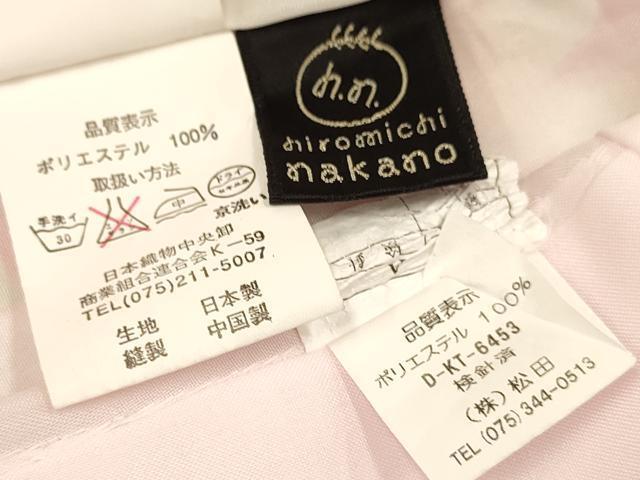 品質表示
ポリエステル 100%
取扱い方法
手洗イ
30
中
ドライ
京洗い
日本織物中央卸
商業組合連合会K-59
TEL(075)211-5007
生地 日本製
縫製 中国製
n.n.
hiromichi
nakano
品質表示
ポリエステル 100%
D-KT-6453
検針済
(株)松田
TEL(075)344-0513